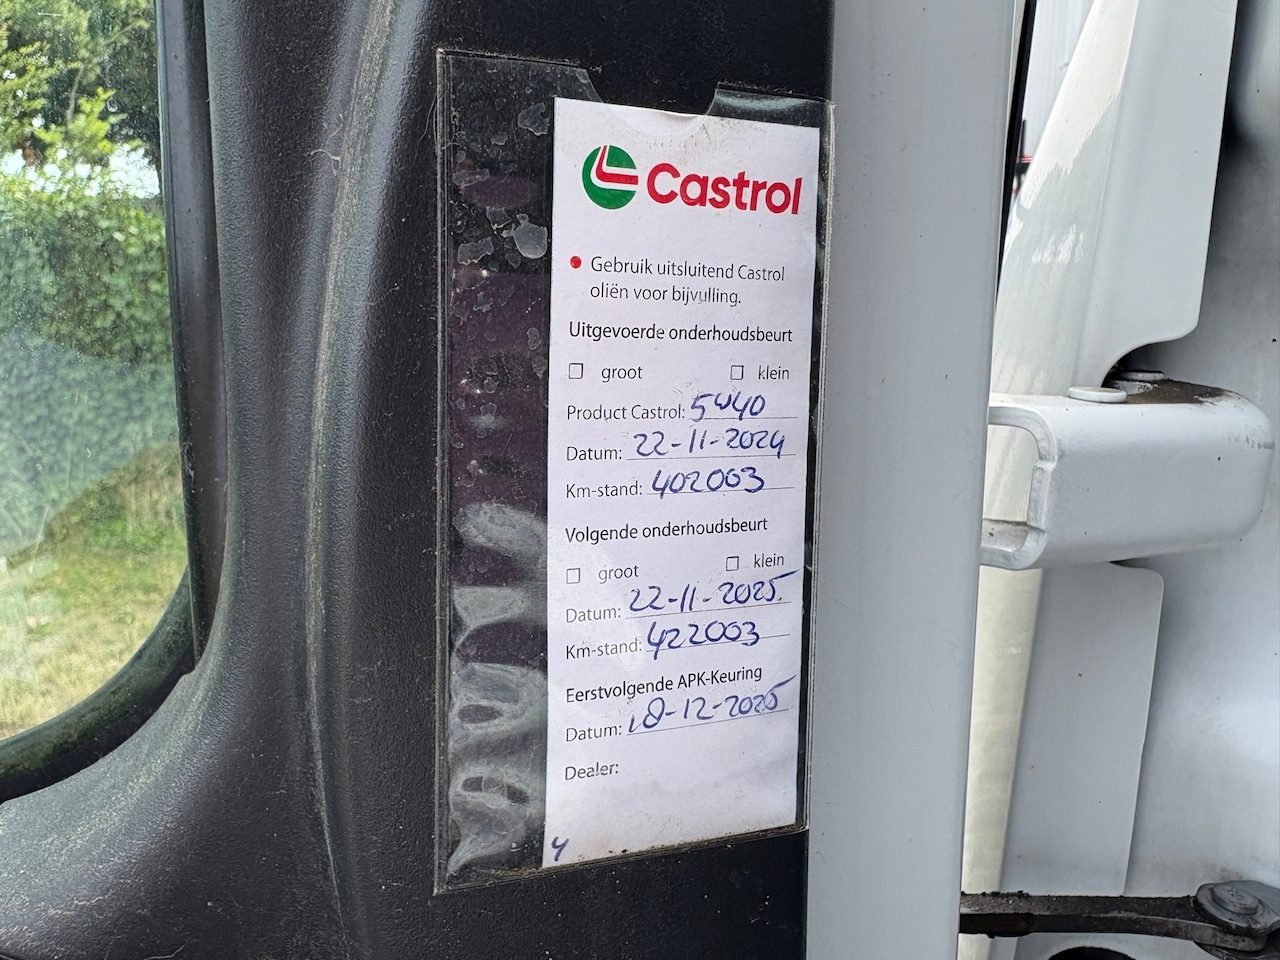 Castrol
Gebruik uitsluitend Castrol
oliën voor bijvulling.
Uitgevoerde onderhoudsbeurt
groot klein
Product Castrol: 5W40
Datum: 22-11-2024
Km-stand: 402003
Volgende onderhoudsbeurt
groot klein
Datum: 22-11-2025
Km-stand: 422003
Eerstvolgende APK-Keuring
Datum: 18-12-2025
Dealer:
4